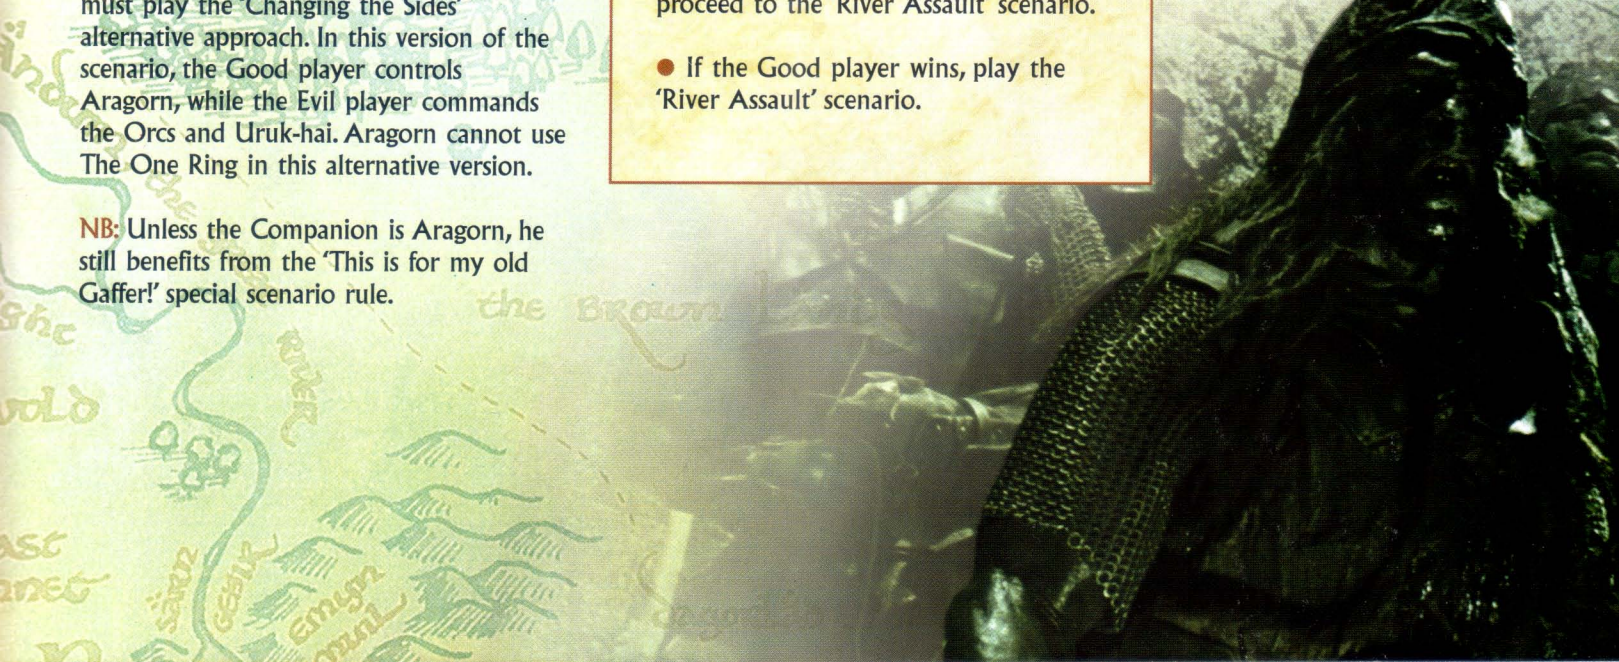 must play the ‘Changing the Sides’
alternative approach. In this version of the
scenario, the Good player controls
Aragorn, while the Evil player commands
the Orcs and Uruk-hai. Aragorn cannot use
The One Ring in this alternative version.
NB: Unless the Companion is Aragorn, he
still benefits from the ‘This is for my old
Gaffer!’ special scenario rule.
proceed to the ‘River Assault’ scenario.
● If the Good player wins, play the
‘River Assault’ scenario.
Anduin
the
the Brown
RIVER
SARN
GEBIR
EMYN
MUIL